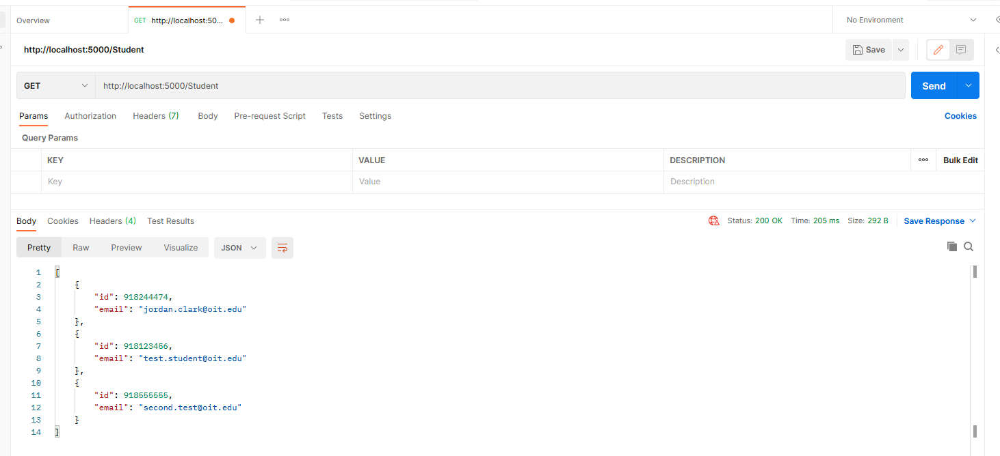 Overview GET http://localhost:50... No Environment
http://localhost:5000/Student Save
GET http://localhost:5000/Student Send
Params Authorization Headers (7) Body Pre-request Script Tests Settings Cookies
Query Params
KEY VALUE DESCRIPTION ooo Bulk Edit
Key Value Description
Body Cookies Headers (4) Test Results Status: 200 OK Time: 205 ms Size: 292 B Save Response
Pretty Raw Preview Visualize JSON
1 [
2 {
3 "id": 918244474,
4 "email": "jordan.clark@oit.edu"
5 },
6 {
7 "id": 918123456,
8 "email": "test.student@oit.edu"
9 },
10 {
11 "id": 918555555,
12 "email": "second.test@oit.edu"
13 }
14 ]